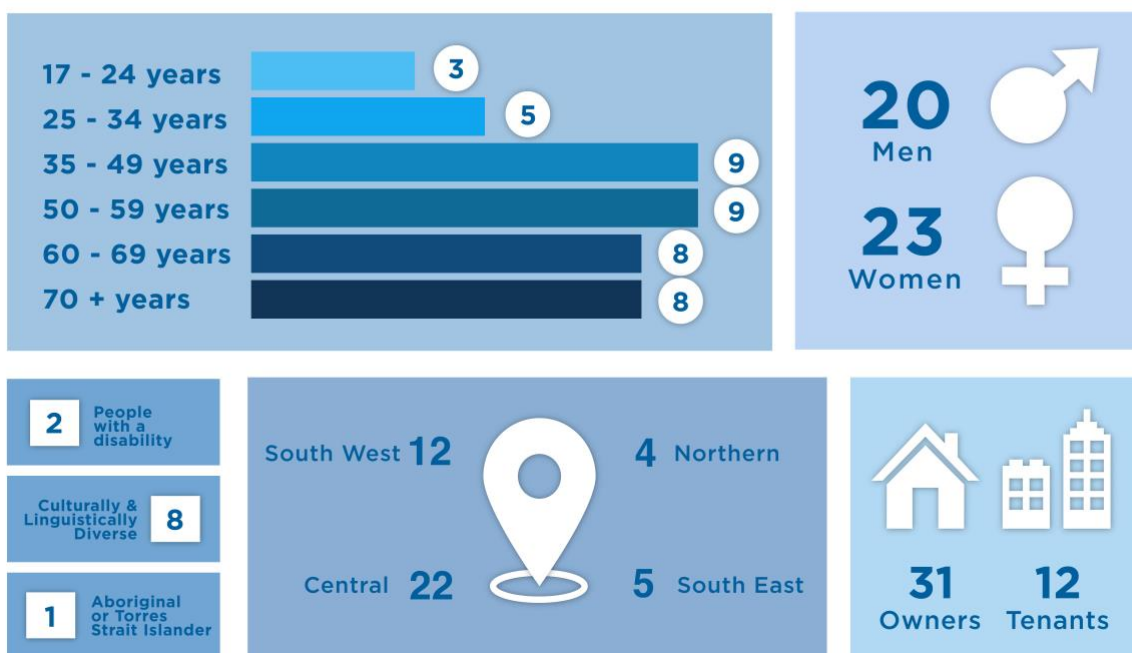 17 - 24 years 3
25 - 34 years 5
35 - 49 years 9
50 - 59 years 9
60 - 69 years 8
70 + years 8
20
Men
23
Women
2 People
with a
disability
Culturally &
Linguistically
Diverse 8
1 Aboriginal
or Torres
Strait Islander
South West 12
4 Northern
Central 22
5 South East
31
Owners
12
Tenants